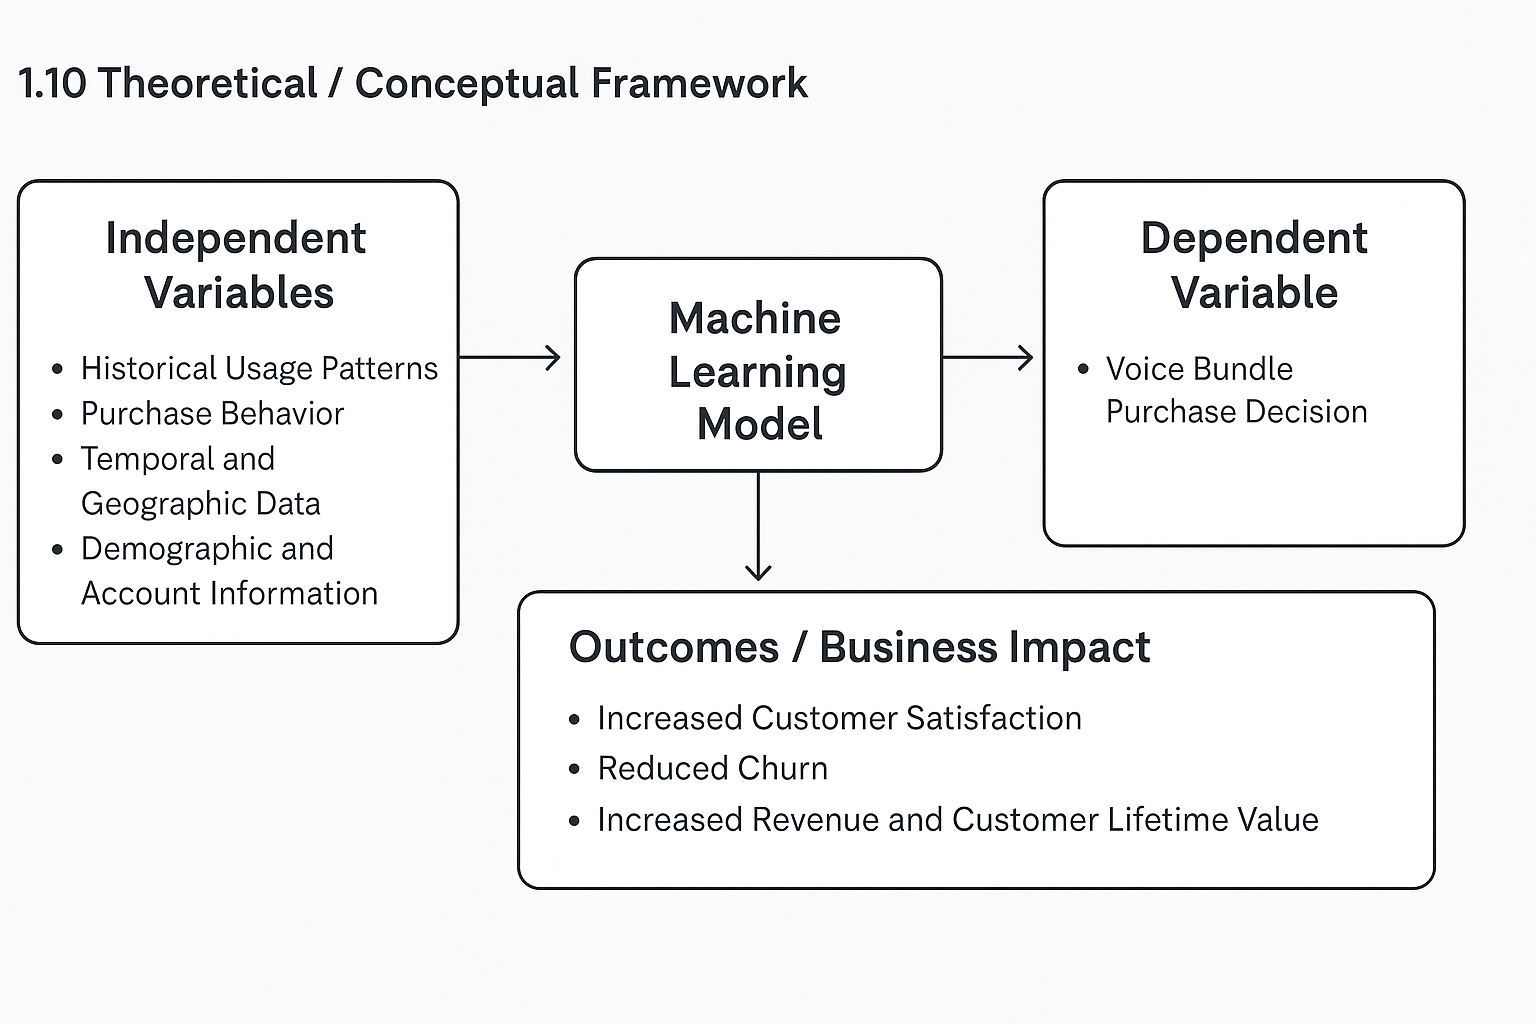 1.10 Theoretical / Conceptual Framework
Independent
Variables
• Historical Usage Patterns
• Purchase Behavior
• Temporal and
Geographic Data
• Demographic and
Account Information
Machine
Learning
Model
Dependent
Variable
• Voice Bundle
Purchase Decision
Outcomes / Business Impact
• Increased Customer Satisfaction
• Reduced Churn
• Increased Revenue and Customer Lifetime Value